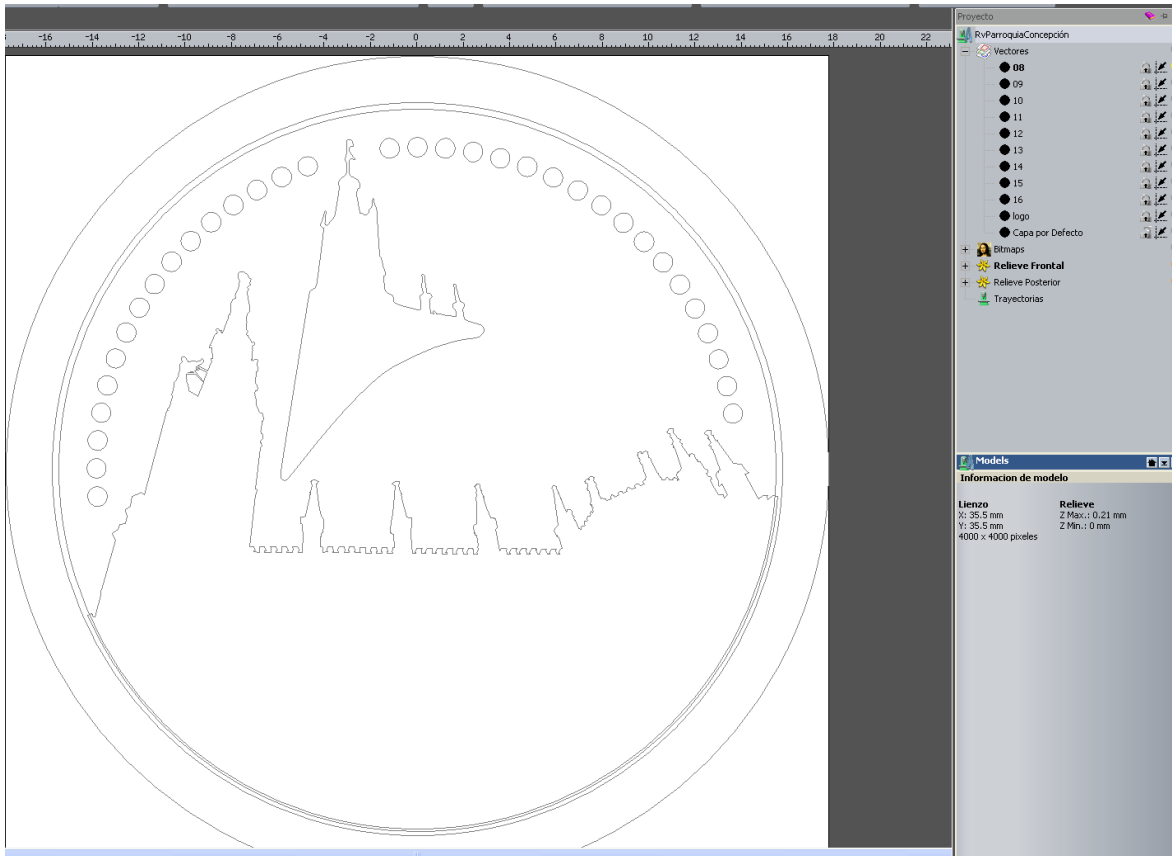 -16 -14 -12 -10 -8 -6 -4 -2 0 2 4 6 8 10 12 14 16 18 20 22
Proyecto
RvParroquiaConcepción
Vectores
08
09
10
11
12
13
14
15
16
logo
Capa por Defecto
Bitmaps
Relieve Frontal
Relieve Posterior
Trayectorias
Models
Informacion de modelo
Lienzo Relieve
X: 35.5 mm Z Max.: 0.21 mm
Y: 35.5 mm Z Min.: 0 mm
4000 x 4000 pixeles